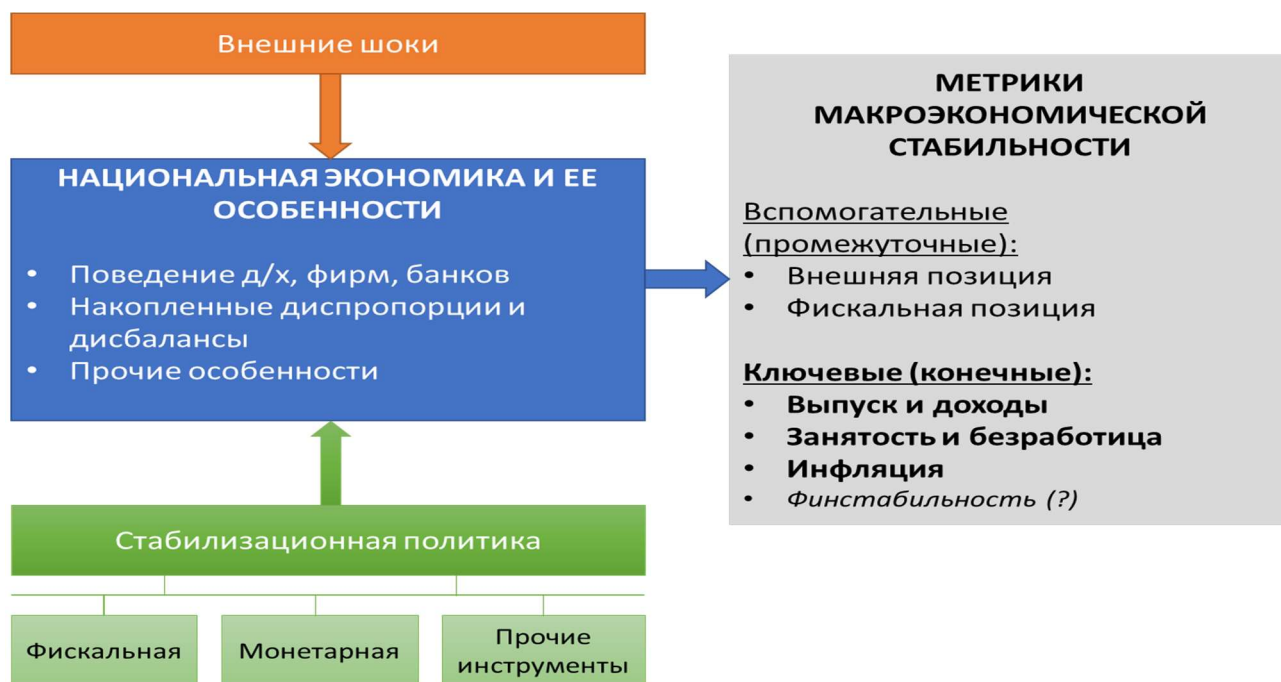 Внешние шоки
НАЦИОНАЛЬНАЯ ЭКОНОМИКА И ЕЕ
ОСОБЕННОСТИ
• Поведение д/х, фирм, банков
• Накопленные диспропорции и
дисбалансы
• Прочие особенности
Стабилизационная политика
Фискальная
Монетарная
Прочие
инструменты
МЕТРИКИ
МАКРОЭКОНОМИЧЕСКОЙ
СТАБИЛЬНОСТИ
Вспомогательные
(промежуточные):
• Внешняя позиция
• Фискальная позиция
Ключевые (конечные):
• Выпуск и доходы
• Занятость и безработица
• Инфляция
• Финстабильность (?)